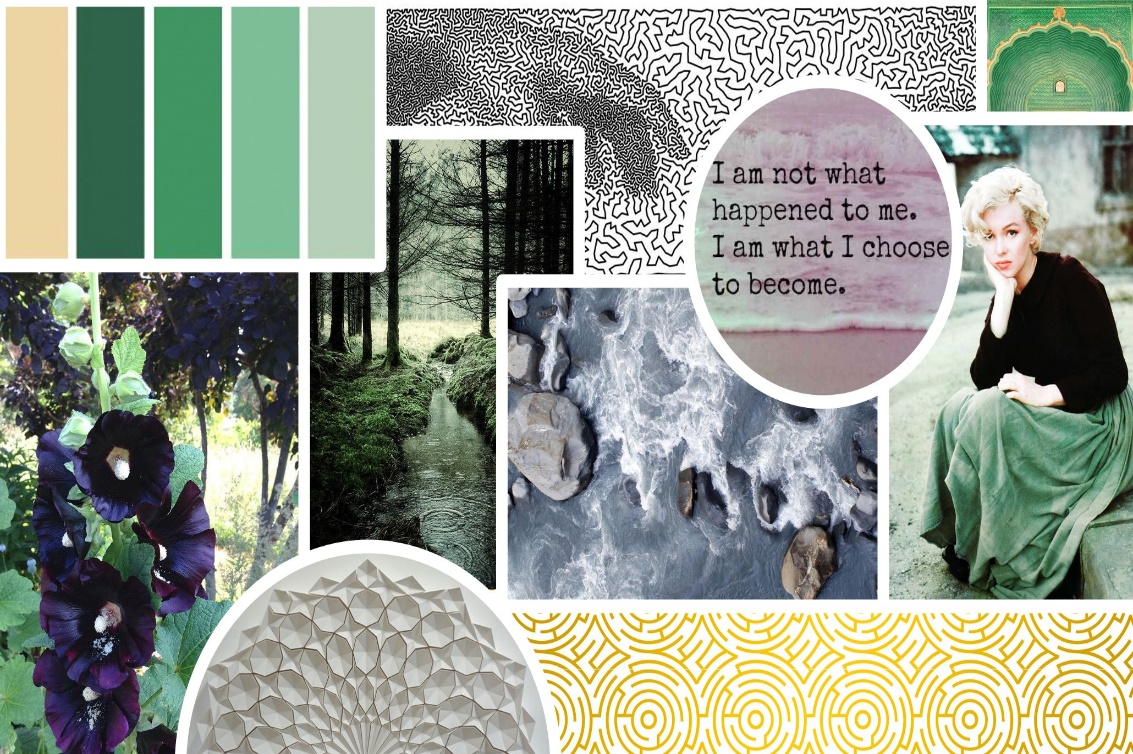 I am not what
happened to me.
I am what I choose
to become.